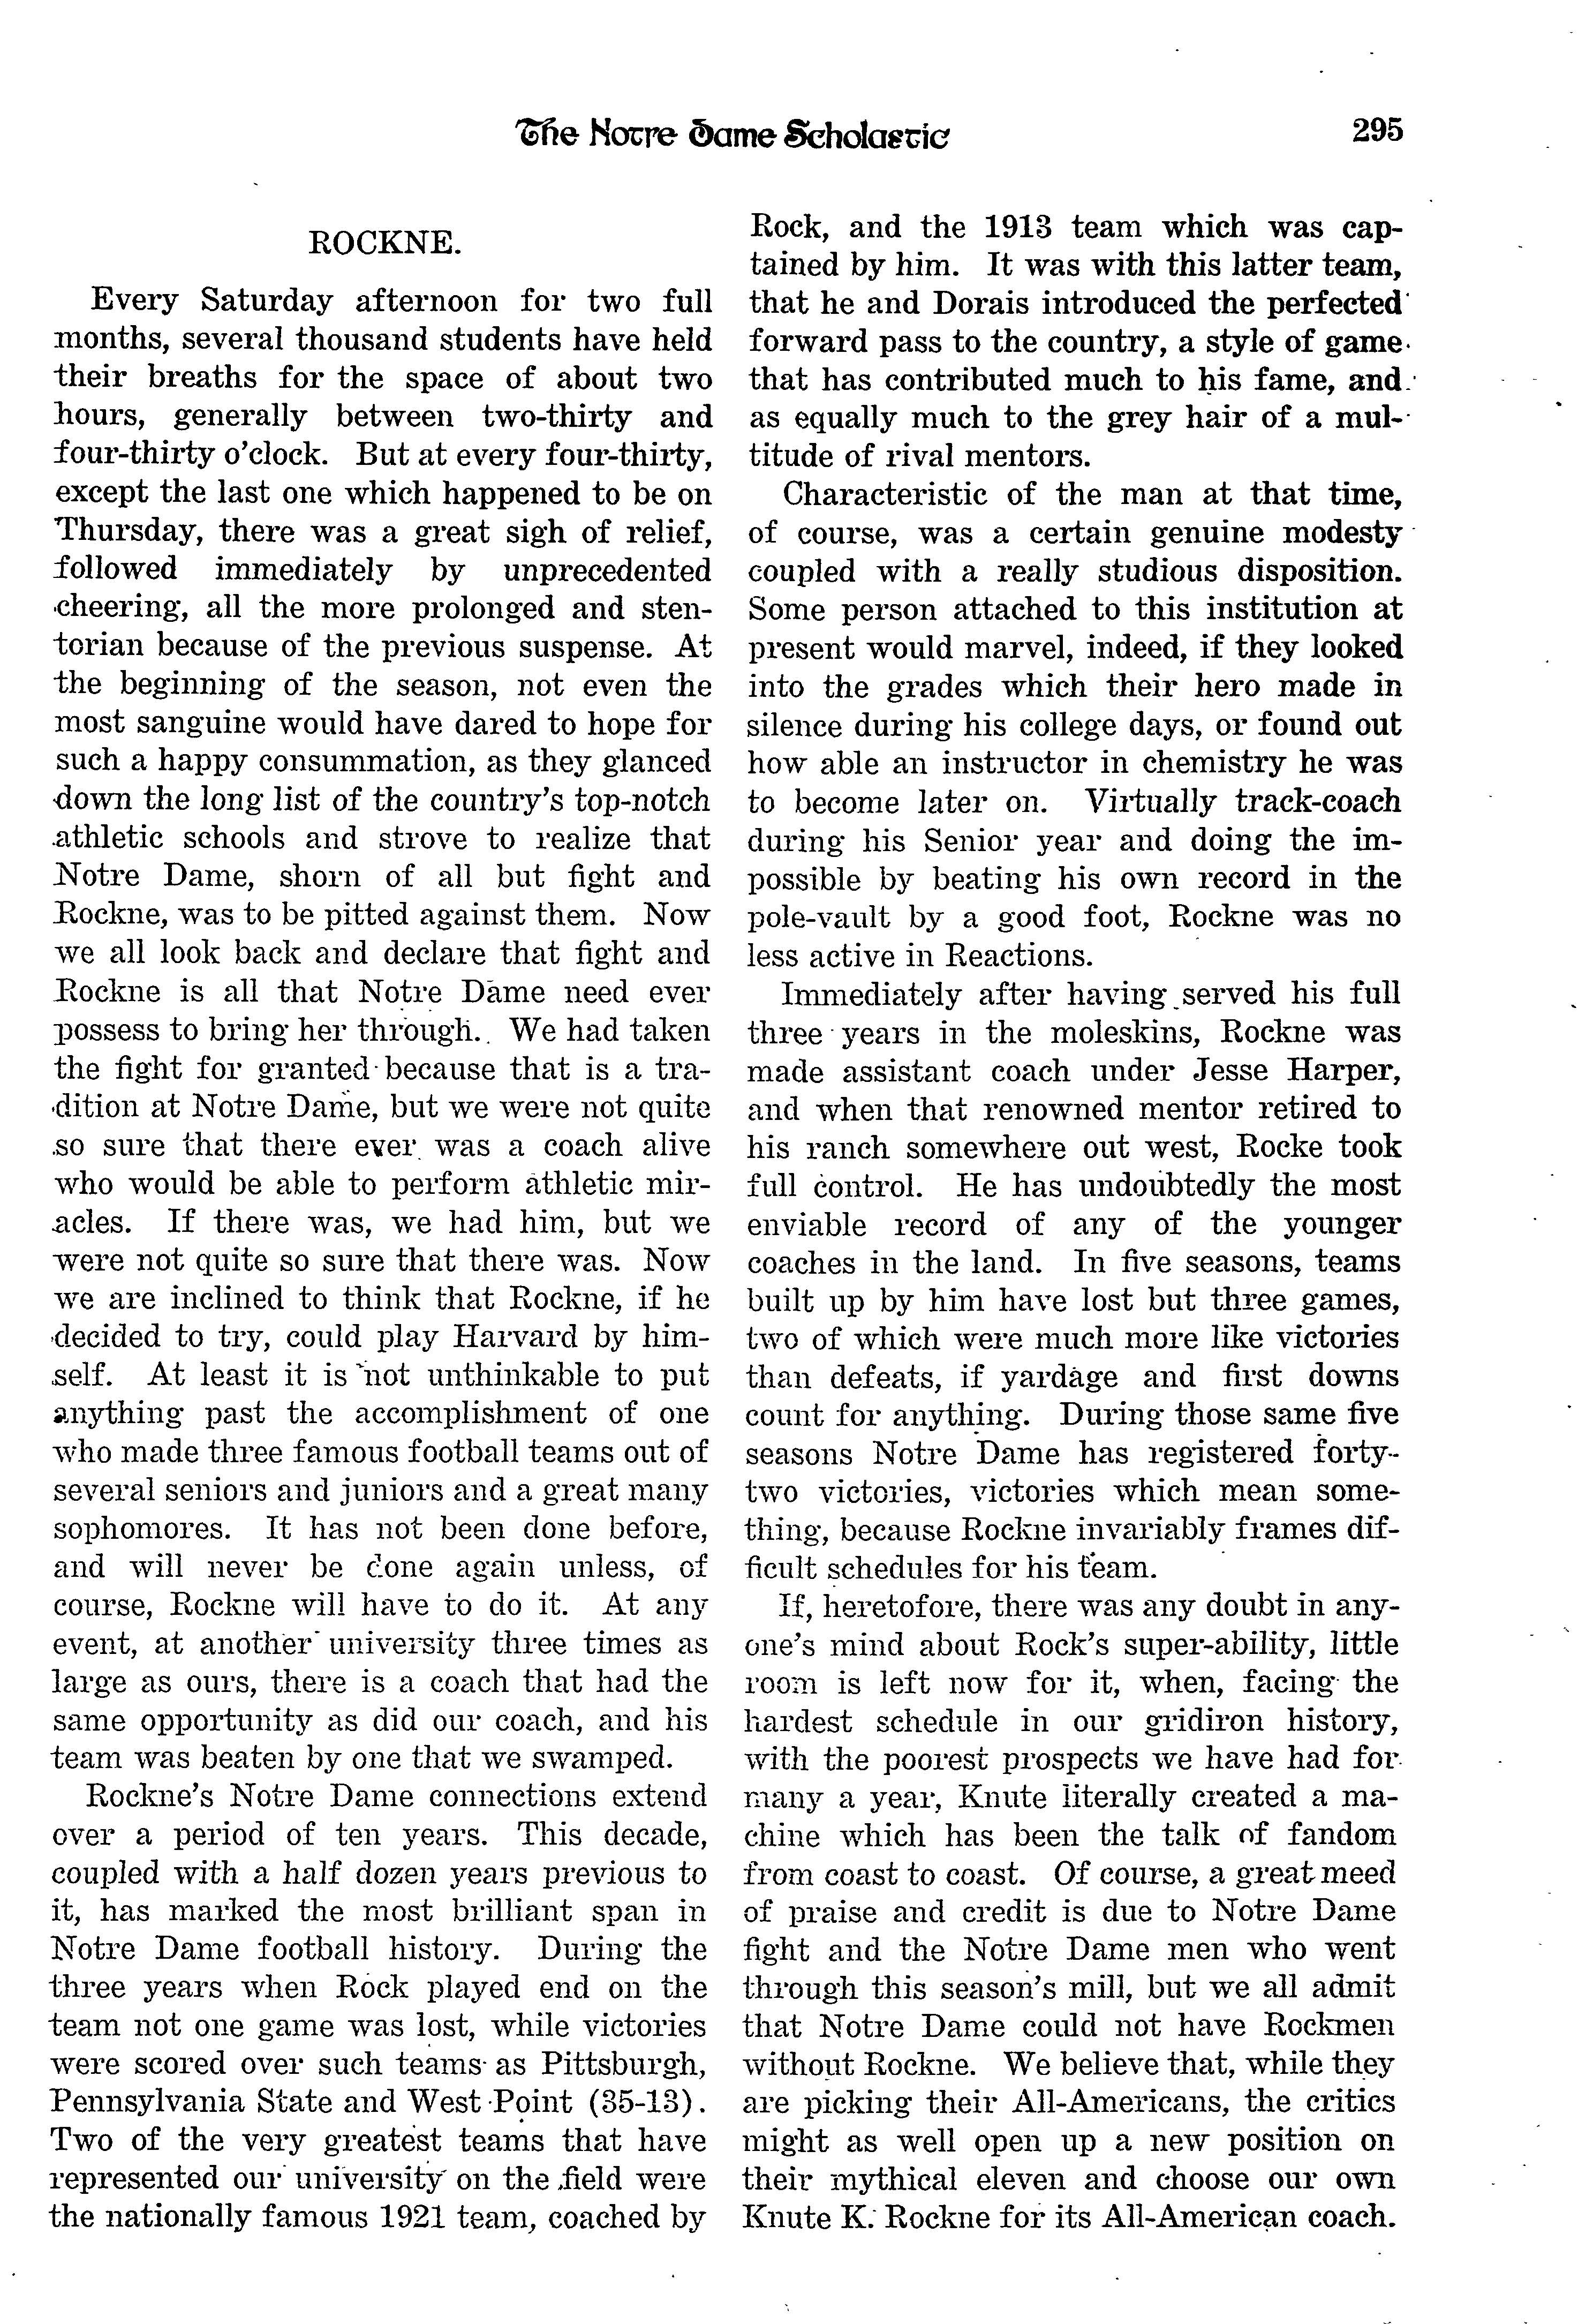 The Notre Dame Scholastic
295
ROCKNE.
Every Saturday afternoon for two full
months, several thousand students have held
their breaths for the space of about two
hours, generally between two-thirty and
four-thirty o'clock. But at every four-thirty,
except the last one which happened to be on
Thursday, there was a great sigh of relief,
followed immediately by unprecedented
cheering, all the more prolonged and sten-
torian because of the previous suspense. At
the beginning of the season, not even the
most sanguine would have dared to hope for
such a happy consummation, as they glanced
down the long list of the country's top-notch
athletic schools and strove to realize that
Notre Dame, shorn of all but fight and
Rockne, was to be pitted against them. Now
we all look back and declare that fight and
Rockne is all that Notre Dame need ever
possess to bring her through. We had taken
the fight for granted because that is a tra-
dition at Notre Dame, but we were not quite
so sure that there ever was a coach alive
who would be able to perform athletic mir-
acles. If there was, we had him, but we
were not quite so sure that there was. Now
we are inclined to think that Rockne, if he
decided to try, could play Harvard by him-
self. At least it is not unthinkable to put
anything past the accomplishment of one
who made three famous football teams out of
several seniors and juniors and a great many
sophomores. It has not been done before,
and will never be done again unless, of
course, Rockne will have to do it. At any
event, at another university three times as
large as ours, there is a coach that had the
same opportunity as did our coach, and his
team was beaten by one that we swamped.
Rockne's Notre Dame connections extend
over a period of ten years. This decade,
coupled with a half dozen years previous to
it, has marked the most brilliant span in
Notre Dame football history. During the
three years when Rock played end on the
team not one game was lost, while victories
were scored over such teams as Pittsburgh,
Pennsylvania State and West Point (35-13).
Two of the very greatest teams that have
represented our university on the field were
the nationally famous 1921 team, coached by
Rock, and the 1913 team which was cap-
tained by him. It was with this latter team,
that he and Dorais introduced the perfected
forward pass to the country, a style of game
that has contributed much to his fame, and
as equally much to the grey hair of a mul-
titude of rival mentors.
Characteristic of the man at that time,
of course, was a certain genuine modesty
coupled with a really studious disposition.
Some person attached to this institution at
present would marvel, indeed, if they looked
into the grades which their hero made in
silence during his college days, or found out
how able an instructor in chemistry he was
to become later on. Virtually track-coach
during his Senior year and doing the im-
possible by beating his own record in the
pole-vault by a good foot, Rockne was no
less active in Reactions.
Immediately after having served his full
three years in the moleskins, Rockne was
made assistant coach under Jesse Harper,
and when that renowned mentor retired to
his ranch somewhere out west, Rocke took
full control. He has undoubtedly the most
enviable record of any of the younger
coaches in the land. In five seasons, teams
built up by him have lost but three games,
two of which were much more like victories
than defeats, if yardage and first downs
count for anything. During those same five
seasons Notre Dame has registered forty-
two victories, victories which mean some-
thing, because Rockne invariably frames dif-
ficult schedules for his team.
If, heretofore, there was any doubt in any-
one's mind about Rock's super-ability, little
room is left now for it, when, facing the
hardest schedule in our gridiron history,
with the poorest prospects we have had for
many a year, Knute literally created a ma-
chine which has been the talk of fandom
from coast to coast. Of course, a great meed
of praise and credit is due to Notre Dame
fight and the Notre Dame men who went
through this season's mill, but we all admit
that Notre Dame could not have Rockmen
without Rockne. We believe that, while they
are picking their All-Americans, the critics
might as well open up a new position on
their mythical eleven and choose our own
Knute K. Rockne for its All-American coach.